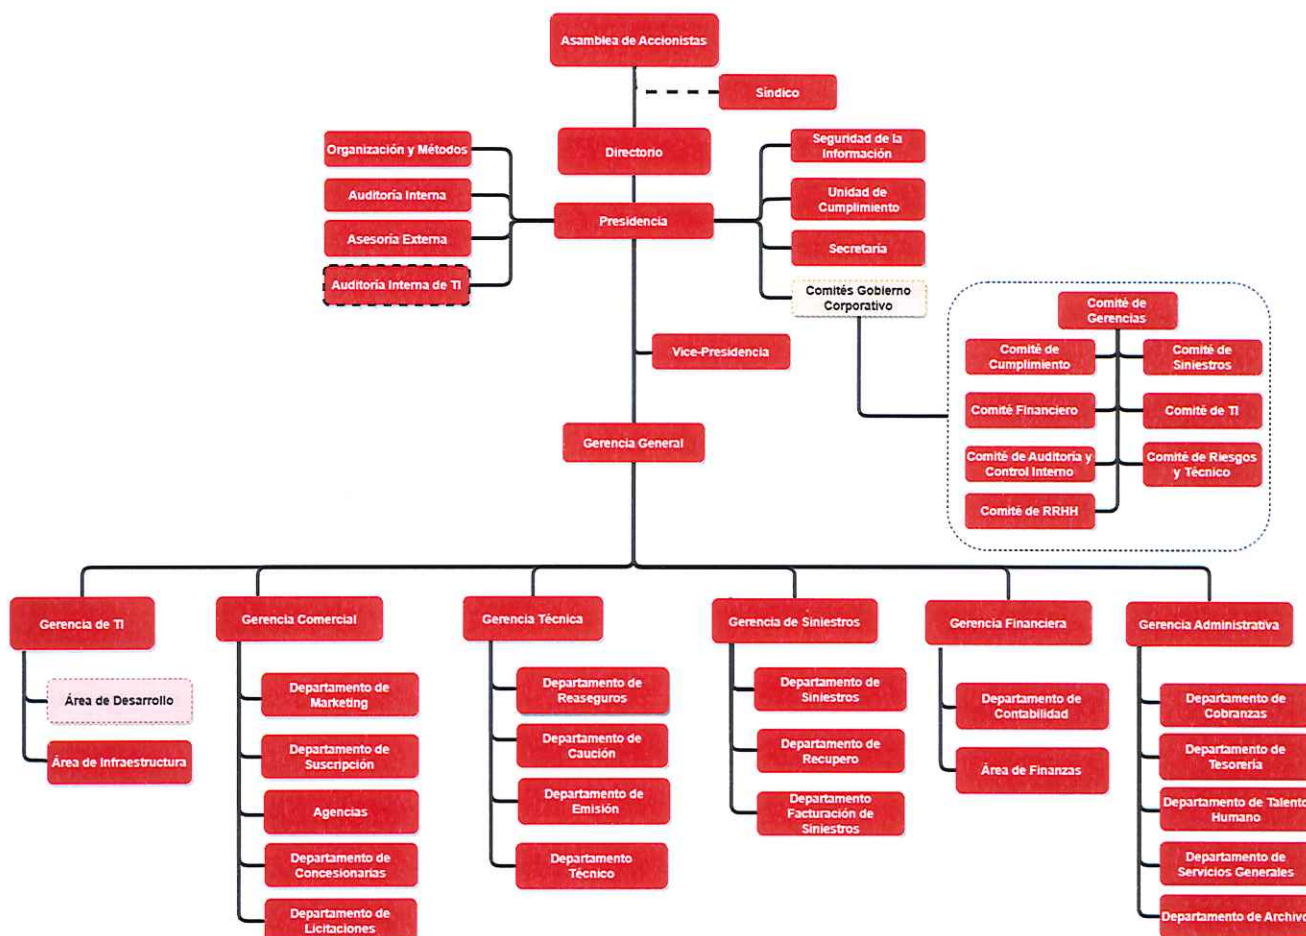 Asamblea de Accionistas
Síndico
Directorio
Organización y Métodos
Auditoría Interna
Asesoría Externa
Auditoría Interna de TI
Presidencia
Seguridad de la
Información
Unidad de
Cumplimiento
Secretaría
Comités Gobierno
Corporativo
Vice-Presidencia
Gerencia General
Comité de
Gerencias
Comité de
Cumplimiento
Comité de
Siniestros
Comité Financiero
Comité de TI
Comité de Auditoría y
Control Interno
Comité de Riesgos
y Técnico
Comité de RRHH
Gerencia de TI
Área de Desarrollo
Área de Infraestructura
Gerencia Comercial
Departamento de
Marketing
Departamento de
Suscripción
Agencias
Departamento de
Concesionarias
Departamento de
Licitaciones
Gerencia Técnica
Departamento de
Reaseguros
Departamento de
Caución
Departamento de
Emisión
Departamento
Técnico
Gerencia de Siniestros
Departamento de
Siniestros
Departamento de
Recupero
Departamento
Facturación de
Siniestros
Gerencia Financiera
Departamento de
Contabilidad
Área de Finanzas
Gerencia Administrativa
Departamento de
Cobranzas
Departamento de
Tesorería
Departamento de Talento
Humano
Departamento de
Servicios Generales
Departamento de Archivo